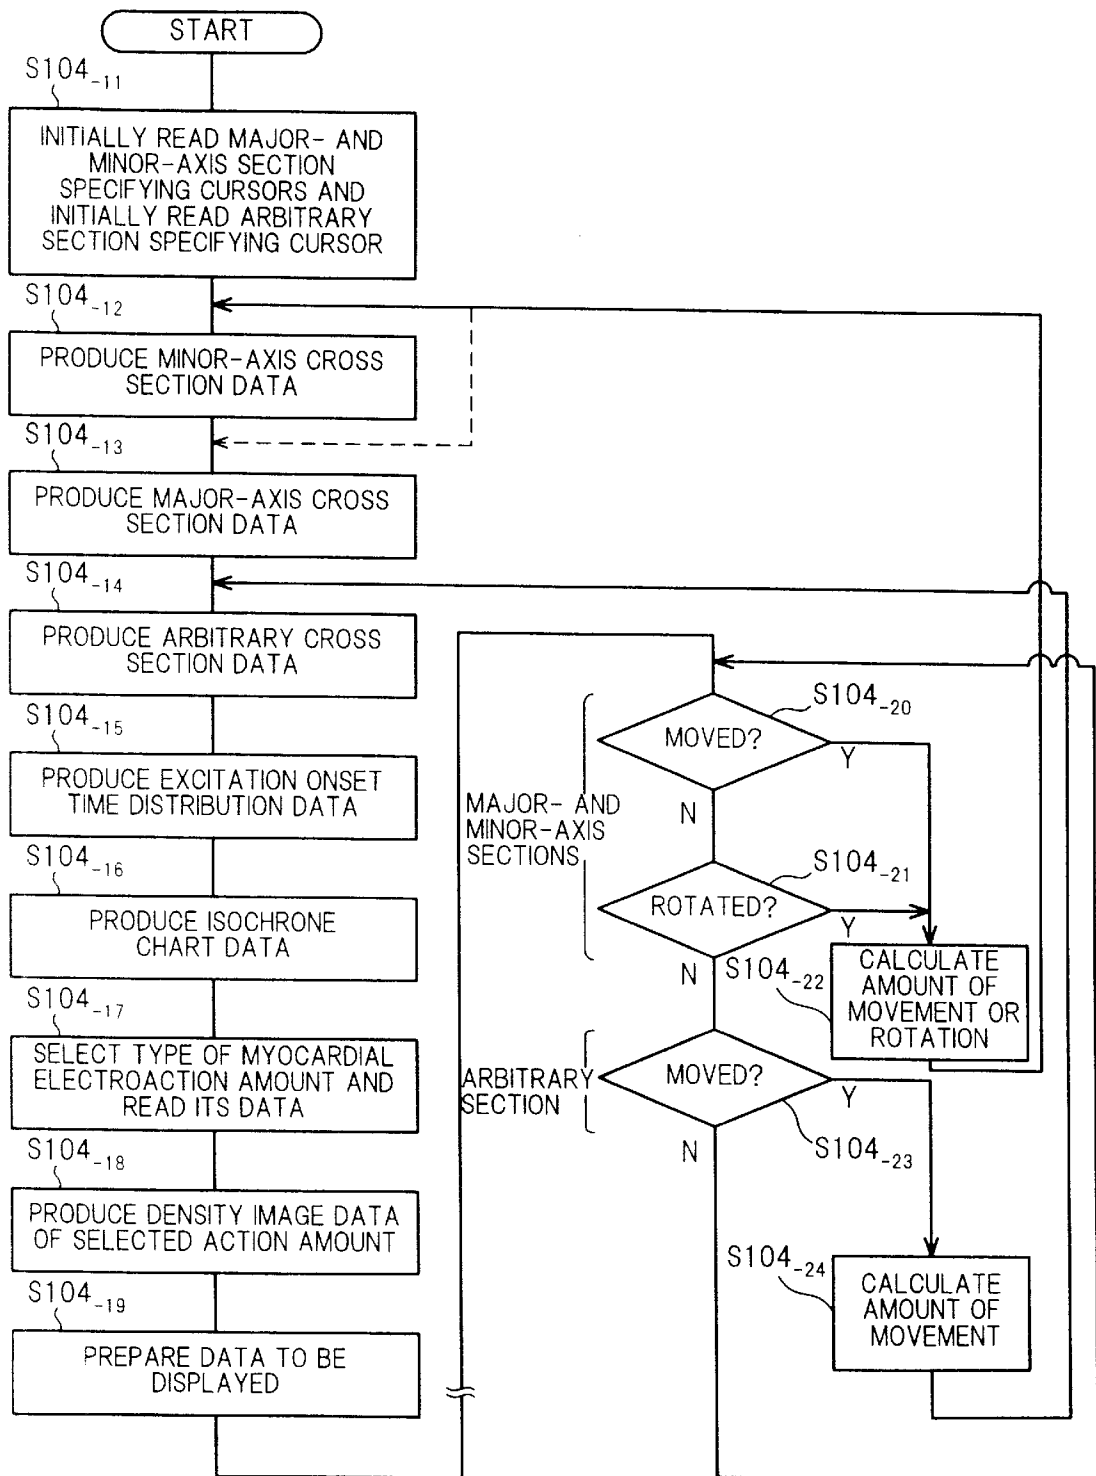 START
S104-11
INITIALLY READ MAJOR- AND
MINOR-AXIS SECTION
SPECIFYING CURSORS AND
INITIALLY READ ARBITRARY
SECTION SPECIFYING CURSOR
S104-12
PRODUCE MINOR-AXIS CROSS
SECTION DATA
S104-13
PRODUCE MAJOR-AXIS CROSS
SECTION DATA
S104-14
PRODUCE ARBITRARY CROSS
SECTION DATA
S104-15
PRODUCE EXCITATION ONSET
TIME DISTRIBUTION DATA
S104-16
PRODUCE ISOCHRONE
CHART DATA
S104-17
SELECT TYPE OF MYOCARDIAL
ELECTROACTION AMOUNT AND
READ ITS DATA
S104-18
PRODUCE DENSITY IMAGE DATA
OF SELECTED ACTION AMOUNT
S104-19
PREPARE DATA TO BE
DISPLAYED
S104-20
MOVED?
Y
N
MAJOR- AND
MINOR-AXIS
SECTIONS
S104-21
ROTATED?
Y
N
S104-22
CALCULATE
AMOUNT OF
MOVEMENT OR
ROTATION
ARBITRARY
SECTION
MOVED?
Y
N
S104-23
S104-24
CALCULATE
AMOUNT OF
MOVEMENT